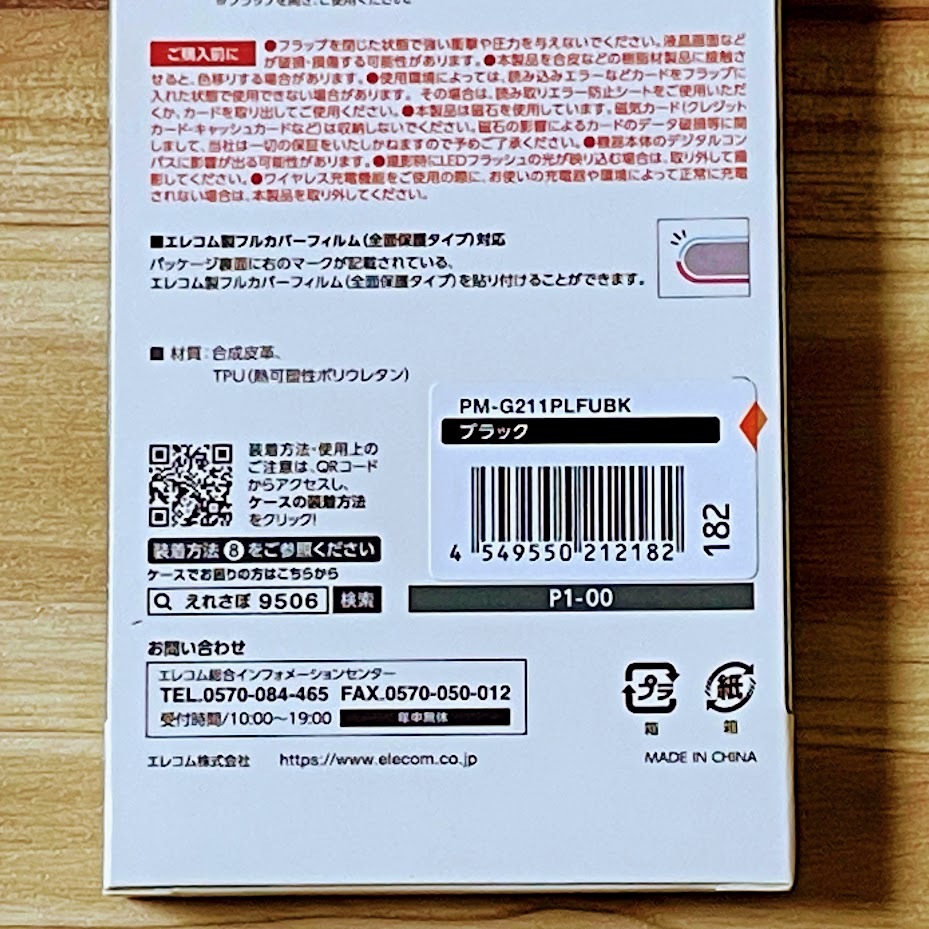 ※フラップを開き、ご使用ください。
ご購入前に
●フラップを閉じた状態で強い衝撃や圧力を与えないでください。液晶画面など
が破損・損傷する可能性があります。●本製品を合皮などの樹脂材製品に接触さ
せると、色移りする場合があります。●使用環境によっては、読み込みエラーなどカードをフラップに
入れた状態で使用できない場合があります。その場合は、読み取りエラー防止シートをご使用いただ
くか、カードを取り出してご使用ください。●本製品は磁石を使用しています。磁気カード(クレジット
カード・キャッシュカードなど)は収納しないでください。磁石の影響によるカードのデータ破損等に関
しまして、当社は一切の保証をいたしかねますので予めご了承ください。●機器本体のデジタルコン
パスに影響が出る可能性があります。●撮影時にLEDフラッシュの光が映り込む場合は、取り外して撮
影してください。●ワイヤレス充電機能をご使用の際に、お使いの充電器や環境によって正常に充電
されない場合は、本製品を取り外してください。
■エレコム製フルカバーフィルム(全面保護タイプ)対応
パッケージ裏面に右のマークが記載されている、
エレコム製フルカバーフィルム(全面保護タイプ)を貼り付けることができます。
■ 材質:合成皮革、
TPU(熱可塑性ポリウレタン)
PM-G211PLFUBK
ブラック
4 549550 212182
182
P1-00
装着方法・使用上の
ご注意は、QRコード
からアクセスし、
ケースの装着方法
をクリック!
装着方法 8 をご参照ください
ケースでお困りの方はこちらから
えれさぽ 9506 検索
お問い合わせ
エレコム総合インフォメーションセンター
TEL.0570-084-465 FAX.0570-050-012
受付時間/10:00～19:00 年中無休
プラ
紙
箱
エレコム株式会社 https://www.elecom.co.jp
MADE IN CHINA